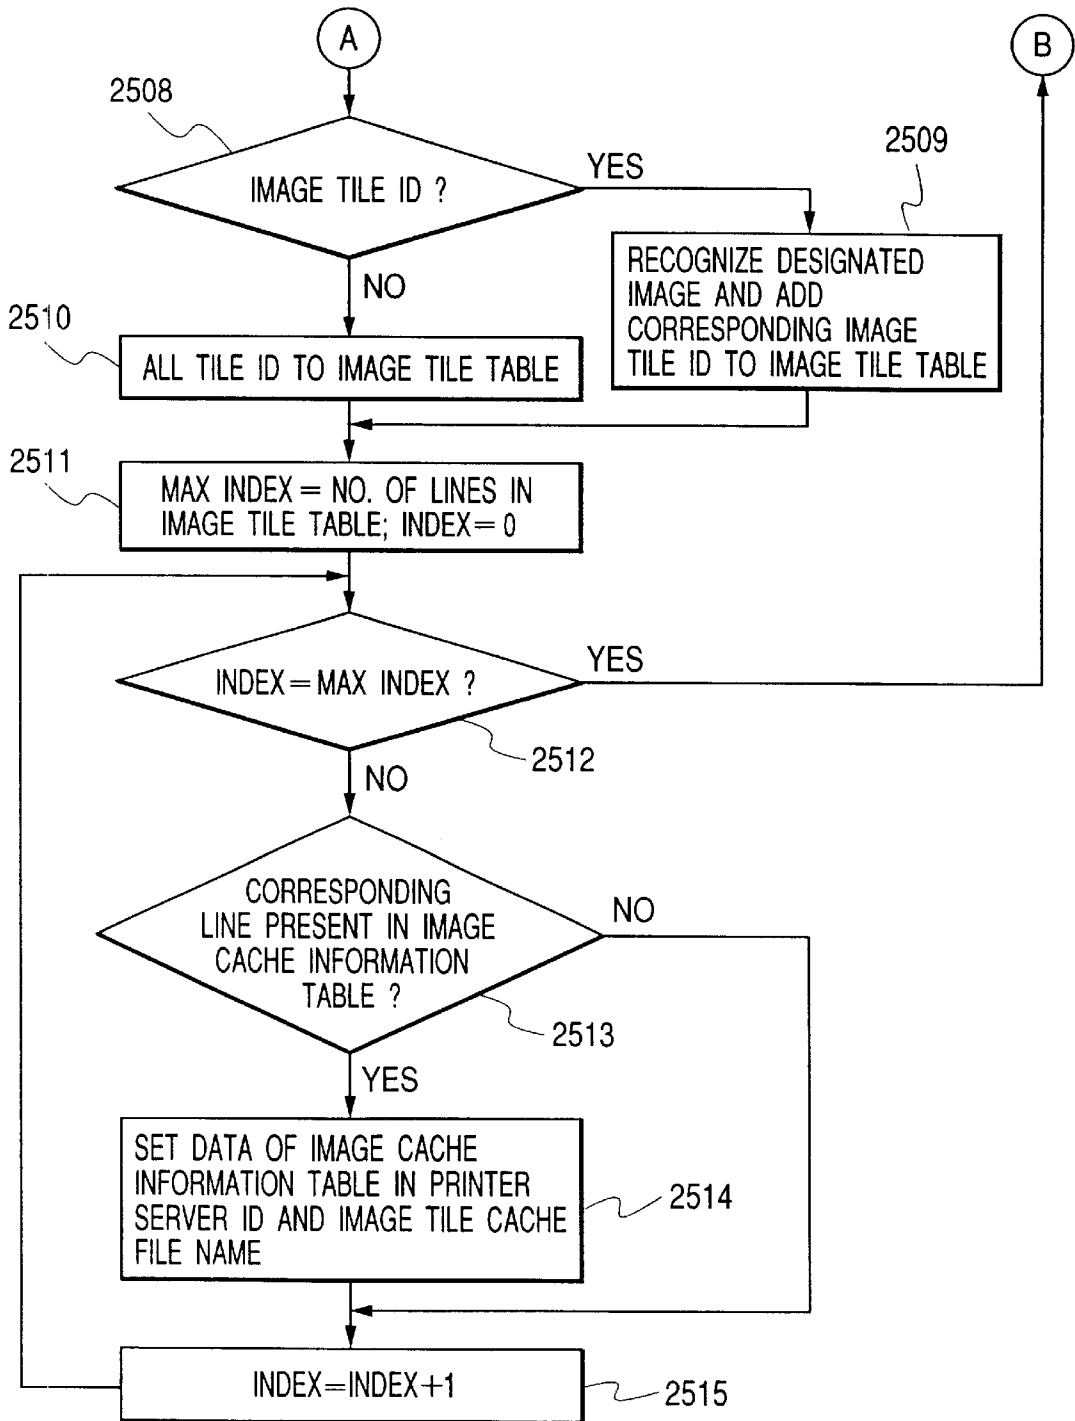 A
B
2508
IMAGE TILE ID ?
YES
2509
RECOGNIZE DESIGNATED
IMAGE AND ADD
CORRESPONDING IMAGE
TILE ID TO IMAGE TILE TABLE
NO
2510
ALL TILE ID TO IMAGE TILE TABLE
2511
MAX INDEX=NO. OF LINES IN
IMAGE TILE TABLE; INDEX=0
INDEX=MAX INDEX ?
YES
2512
NO
CORRESPONDING
LINE PRESENT IN IMAGE
CACHE INFORMATION
TABLE ?
NO
2513
YES
SET DATA OF IMAGE CACHE
INFORMATION TABLE IN PRINTER
SERVER ID AND IMAGE TILE CACHE
FILE NAME
2514
INDEX=INDEX+1
2515